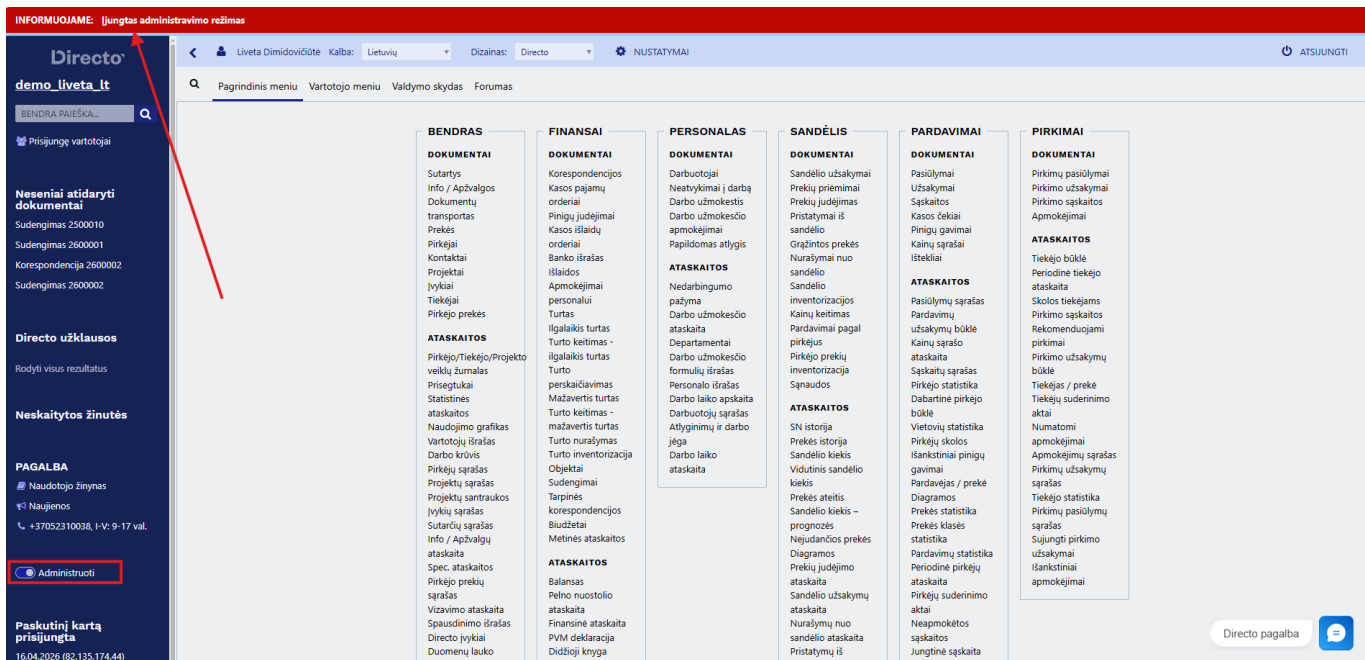 INFORMUOJAME: Įjungtas administravimo režimas
Directo
demo_liveta_lt
BENDRA PAIEŠKA...
Prisijungę vartotojai
Neseniai atidaryti
dokumentai
Sudengimas 2500010
Sudengimas 2600001
Korespondencija 2600002
Sudengimas 2600002
Directo užklausos
Rodyti visus rezultatus
Neskaitytos žinutės
PAGALBA
Naudotojo žinynas
Naujienos
+37052310038, I-V: 9-17 val.
Administruoti
Paskutinį kartą
prisijungta
16.04.2026 (82.135.174.44)
Liveta Dimidovičiūtė Kalba: Lietuvių Dizainas: Directo NUSTATYMAI ATSIJUNGTI
Pagrindinis meniu Vartotojo meniu Valdymo skydas Forumas
BENDRAS
DOKUMENTAI
Sutartys
Info / Apžvalgos
Dokumentų
transportas
Prekės
Pirkėjai
Kontaktai
Projektai
Įvykiai
Tiekėjai
Pirkėjo prekės
ATASKAITOS
Pirkėjo/Tiekėjo/Projekto
veiklų žurnalas
Prisegtukai
Statistinės
ataskaitos
Naudojimo grafikas
Vartotojų išrašas
Darbo krūvis
Pirkėjų sąrašas
Projektų sąrašas
Projektų santraukos
Įvykių sąrašas
Sutarčių sąrašas
Info / Apžvalgų
ataskaita
Spec. ataskaitos
Pirkėjo prekių
sąrašas
Vizavimo ataskaita
Spausdinimo išrašas
Directo įvykiai
Duomenų lauko
FINANSAI
DOKUMENTAI
Korespondencijos
Kasos pajamų
orderiai
Pinigų judėjimai
Kasos išlaidų
orderiai
Banko išrašas
Išlaidos
Apmokėjimai
personalui
Turtas
Ilgalaikis turtas
Turto keitimas -
ilgalaikis turtas
Turto
perskaičiavimas
Mažavertis turtas
Turto keitimas -
mažavertis turtas
Turto nurašymas
Turto inventorizacija
Objektai
Sudengimai
Tarpinės
korespondencijos
Biudžetai
Metinės ataskaitos
ATASKAITOS
Balansas
Pelno nuostolio
ataskaita
Finansinė ataskaita
PVM deklaracija
Didžioji knyga
PERSONALAS
DOKUMENTAI
Darbuotojai
Neatvykimai į darbą
Darbo užmokestis
Darbo užmokesčio
apmokėjimai
Papildomas atlygis
ATASKAITOS
Nedarbingumo
pažyma
Darbo užmokesčio
ataskaita
Departamentai
Darbo užmokesčio
formulių išrašas
Personalo išrašas
Darbo laiko apskaita
Darbuotojų sąrašas
Atlyginimų ir darbo
jėga
Darbo laiko
ataskaita
SANDĖLIS
DOKUMENTAI
Sandėlio užsakymai
Prekių priėmimai
Prekių judėjimas
Pristatymai iš
sandėlio
Grąžintos prekės
Nurašymai nuo
sandėlio
Sandėlio
inventorizacijos
Kainų keitimas
Pardavimai pagal
pirkėjus
Pirkėjo prekių
inventorizacija
Sąnaudos
ATASKAITOS
SN istorija
Prekės istorija
Sandėlio kiekis
Vidutinis sandėlio
kiekis
Prekės ateitis
Sandėlio kiekis –
prognozės
Nejudančios prekės
Diagramos
Prekių judėjimo
ataskaita
Sandėlio užsakymų
ataskaita
Nurašymų nuo
sandėlio ataskaita
Pristatymų iš
PARDAVIMAI
DOKUMENTAI
Pasiūlymai
Užsakymai
Sąskaitos
Kasos čekiai
Pinigų gavimai
Kainų sąrašai
Ištekliai
ATASKAITOS
Pasiūlymų sąrašas
Pardavimų
užsakymų būklė
Kainų sąrašo
ataskaita
Sąskaitų sąrašas
Pirkėjo statistika
Dabartinė pirkėjo
būklė
Vietovių statistika
Pirkėjų skolos
Išankstiniai pinigų
gavimai
Pardavėjas / prekė
Diagramos
Prekės statistika
Prekės klasės
statistika
Pardavimų statistika
Periodinė pirkėjų
ataskaita
Pirkėjų suderinimo
aktai
Neapmokėtos
sąskaitos
Jungtinė sąskaita
PIRKIMAI
DOKUMENTAI
Pirkimų pasiūlymai
Pirkimo užsakymai
Pirkimo sąskaitos
Apmokėjimai
ATASKAITOS
Tiekėjo būklė
Periodinė tiekėjo
ataskaita
Skolos tiekėjams
Pirkimo sąskaitos
Rekomenduojami
pirkimai
Pirkimo užsakymų
būklė
Tiekėjas / prekė
Tiekėjų suderinimo
aktai
Numatomi
apmokėjimai
Apmokėjimų sąrašas
Pirkimų užsakymų
sąrašas
Tiekėjo statistika
Pirkimų pasiūlymų
sąrašas
Sujungti pirkimo
užsakymai
Išankstiniai
apmokėjimai
Directo pagalba